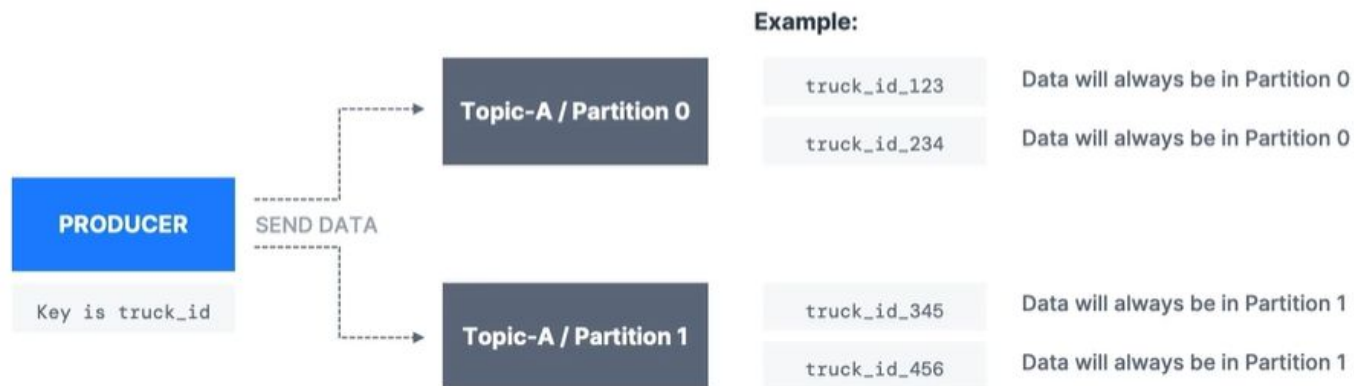 Example:
Topic-A / Partition 0
truck_id_123
Data will always be in Partition 0
truck_id_234
Data will always be in Partition 0
PRODUCER
SEND DATA
Key is truck_id
Topic-A / Partition 1
truck_id_345
Data will always be in Partition 1
truck_id_456
Data will always be in Partition 1